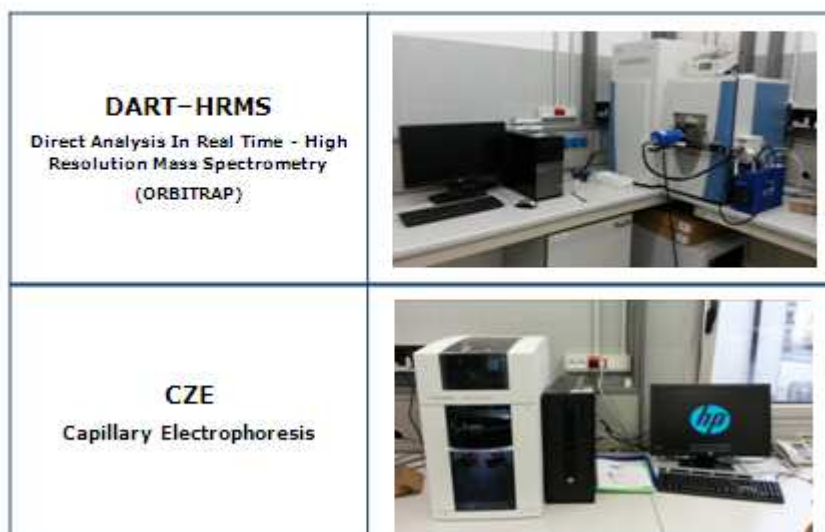 DART-HRMS
Direct Analysis In Real Time - High
Resolution Mass Spectrometry
(ORBITRAP)
CZE
Capillary Electrophoresis
hp